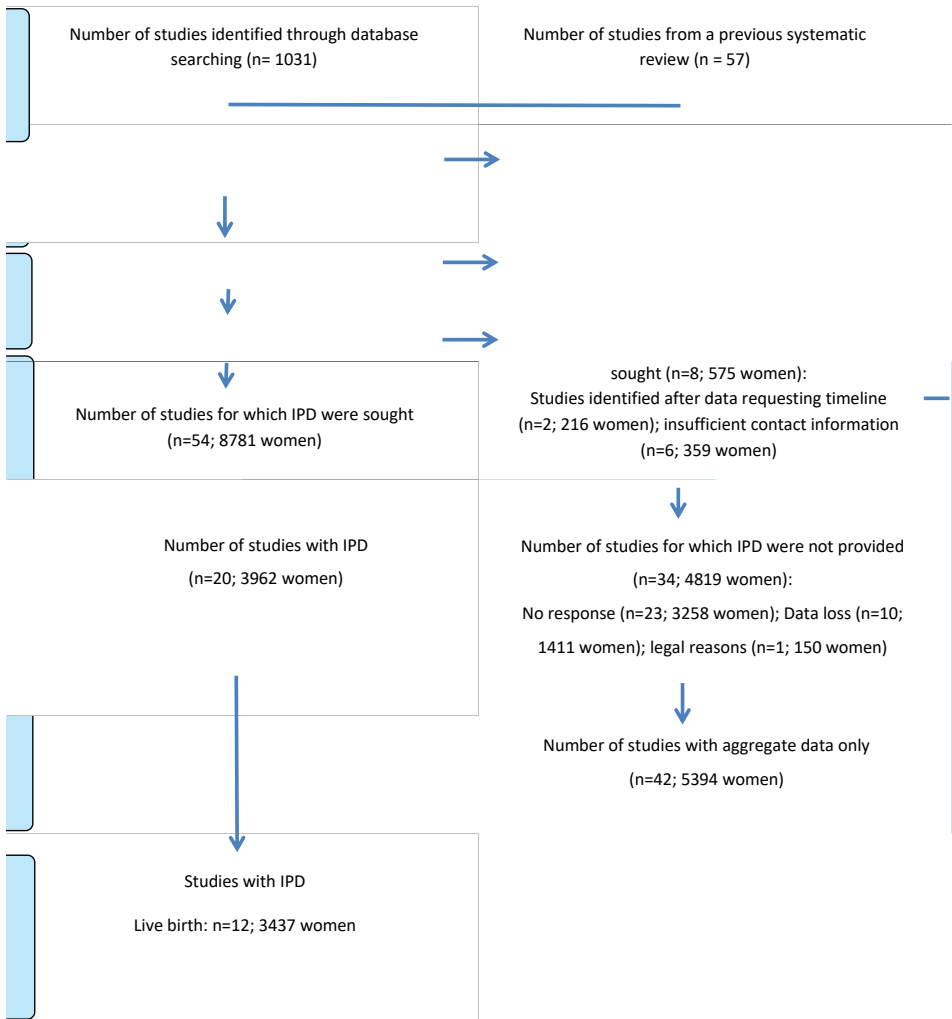 Number of studies identified through database
searching (n= 1031)
Number of studies from a previous systematic
review (n = 57)
Number of studies for which IPD were sought
(n=54; 8781 women)
sought (n=8; 575 women):
Studies identified after data requesting timeline
(n=2; 216 women); insufficient contact information
(n=6; 359 women)
Number of studies with IPD
(n=20; 3962 women)
Number of studies for which IPD were not provided
(n=34; 4819 women):
No response (n=23; 3258 women); Data loss (n=10;
1411 women); legal reasons (n=1; 150 women)
Number of studies with aggregate data only
(n=42; 5394 women)
Studies with IPD
Live birth: n=12; 3437 women